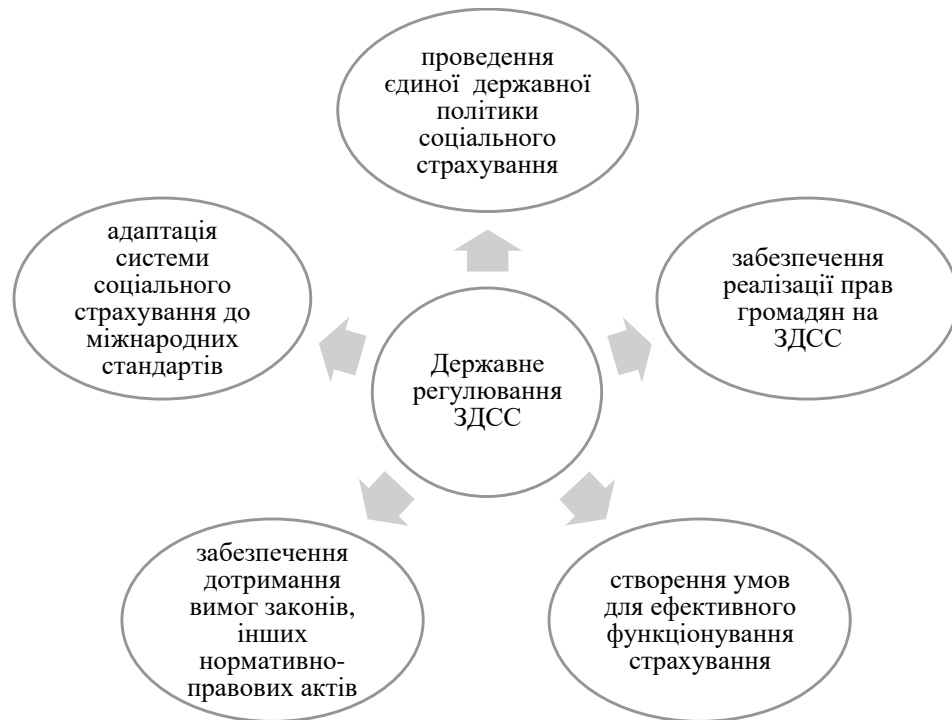 проведення
єдиної державної
політики
соціального
страхування
адаптація
системи
соціального
страхування до
міжнародних
стандартів
забезпечення
реалізації прав
громадян на
ЗДСС
Державне
регулювання
ЗДСС
забезпечення
дотримання
вимог законів,
інших
нормативно-
правових актів
створення умов
для ефективного
функціонування
страхування